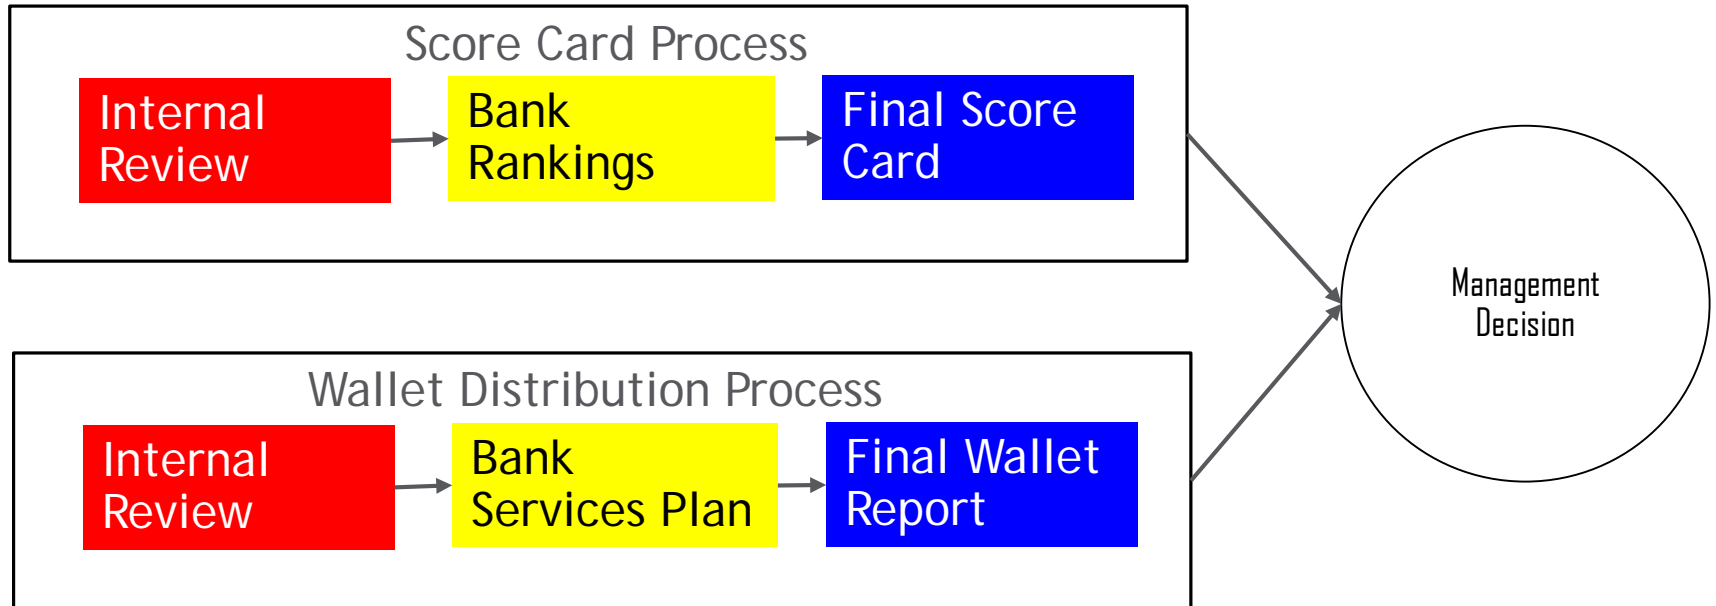 Score Card Process
Internal
Review
Bank
Rankings
Final Score
Card
Management
Decision
Wallet Distribution Process
Internal
Review
Bank
Services Plan
Final Wallet
Report